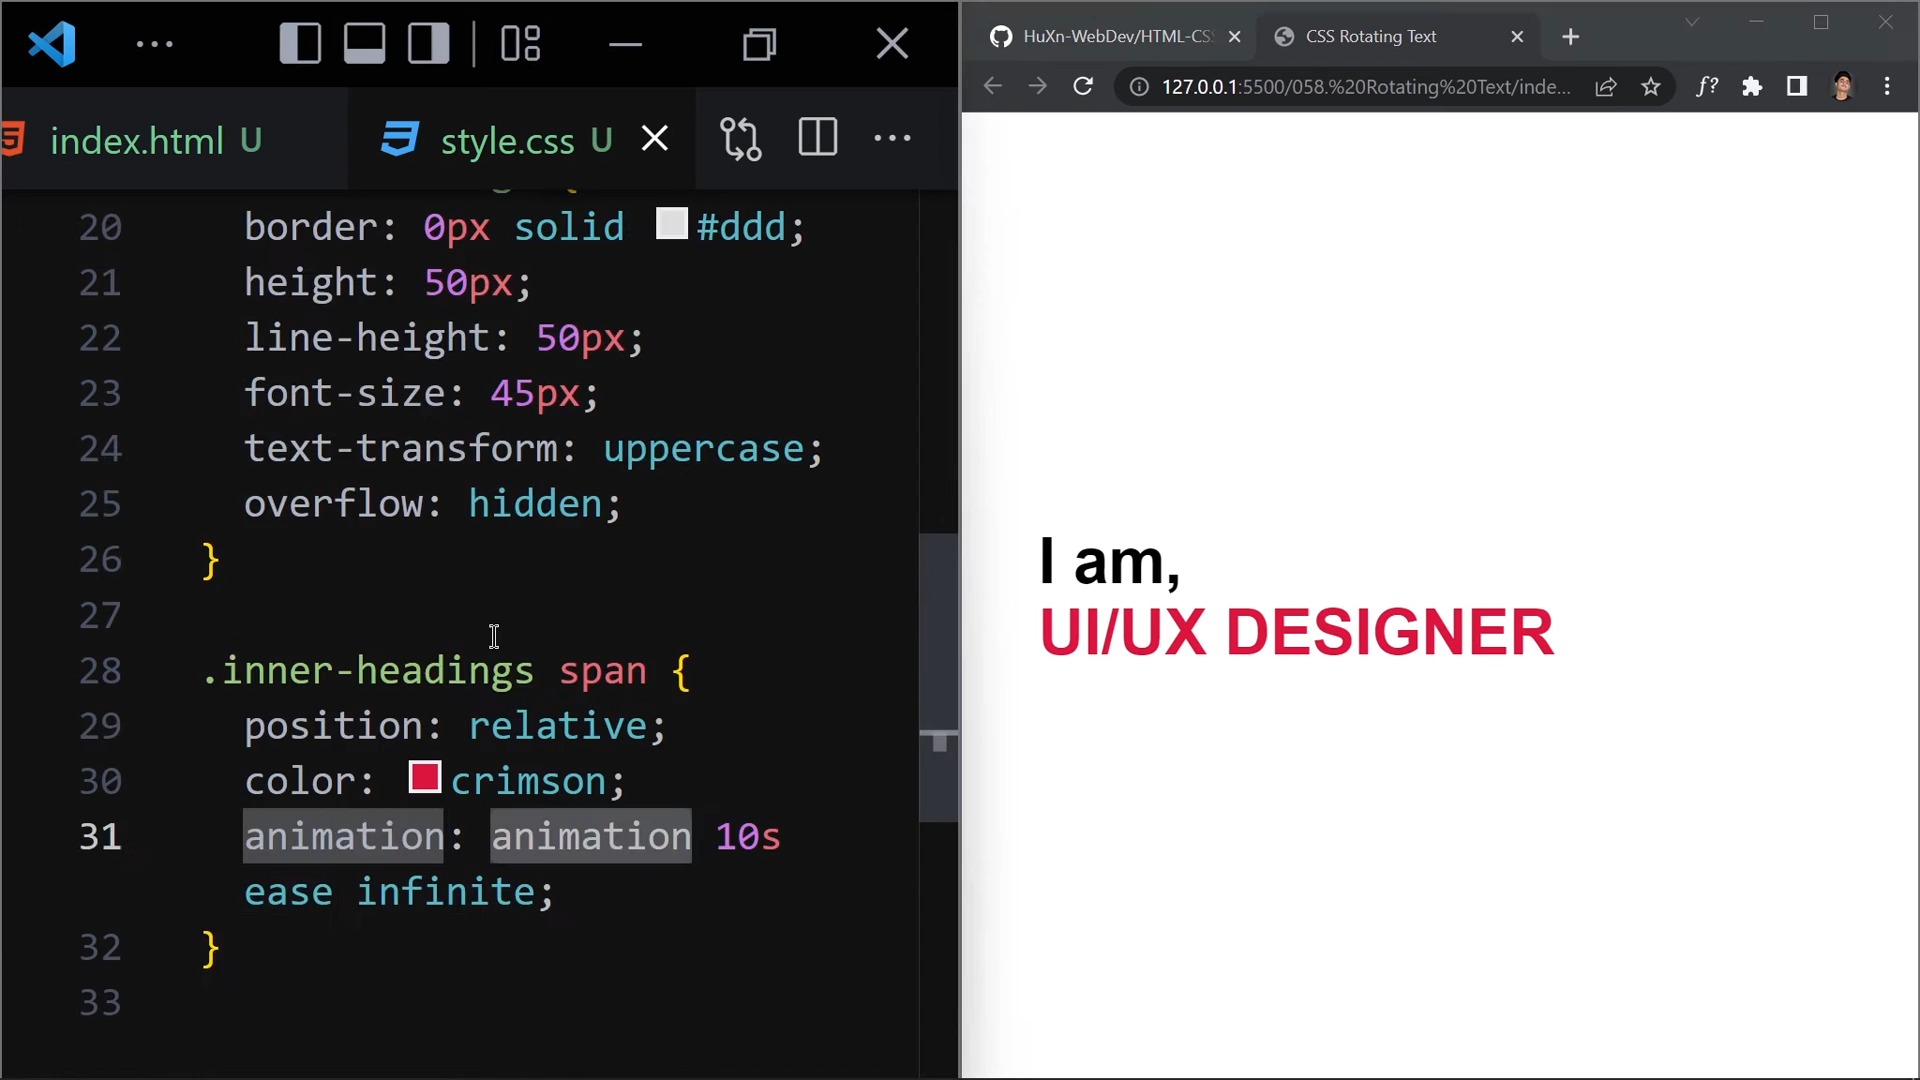 index.html U
style.css U
20 border: 0px solid #ddd;
21 height: 50px;
22 line-height: 50px;
23 font-size: 45px;
24 text-transform: uppercase;
25 overflow: hidden;
26 }
27
28 .inner-headings span {
29 position: relative;
30 color: crimson;
31 animation: animation 10s
ease infinite;
32 }
33
HuXn-WebDev/HTML-CSS
CSS Rotating Text
127.0.0.1:5500/058.%20Rotating%20Text/inde...
f?
I am,
UI/UX DESIGNER